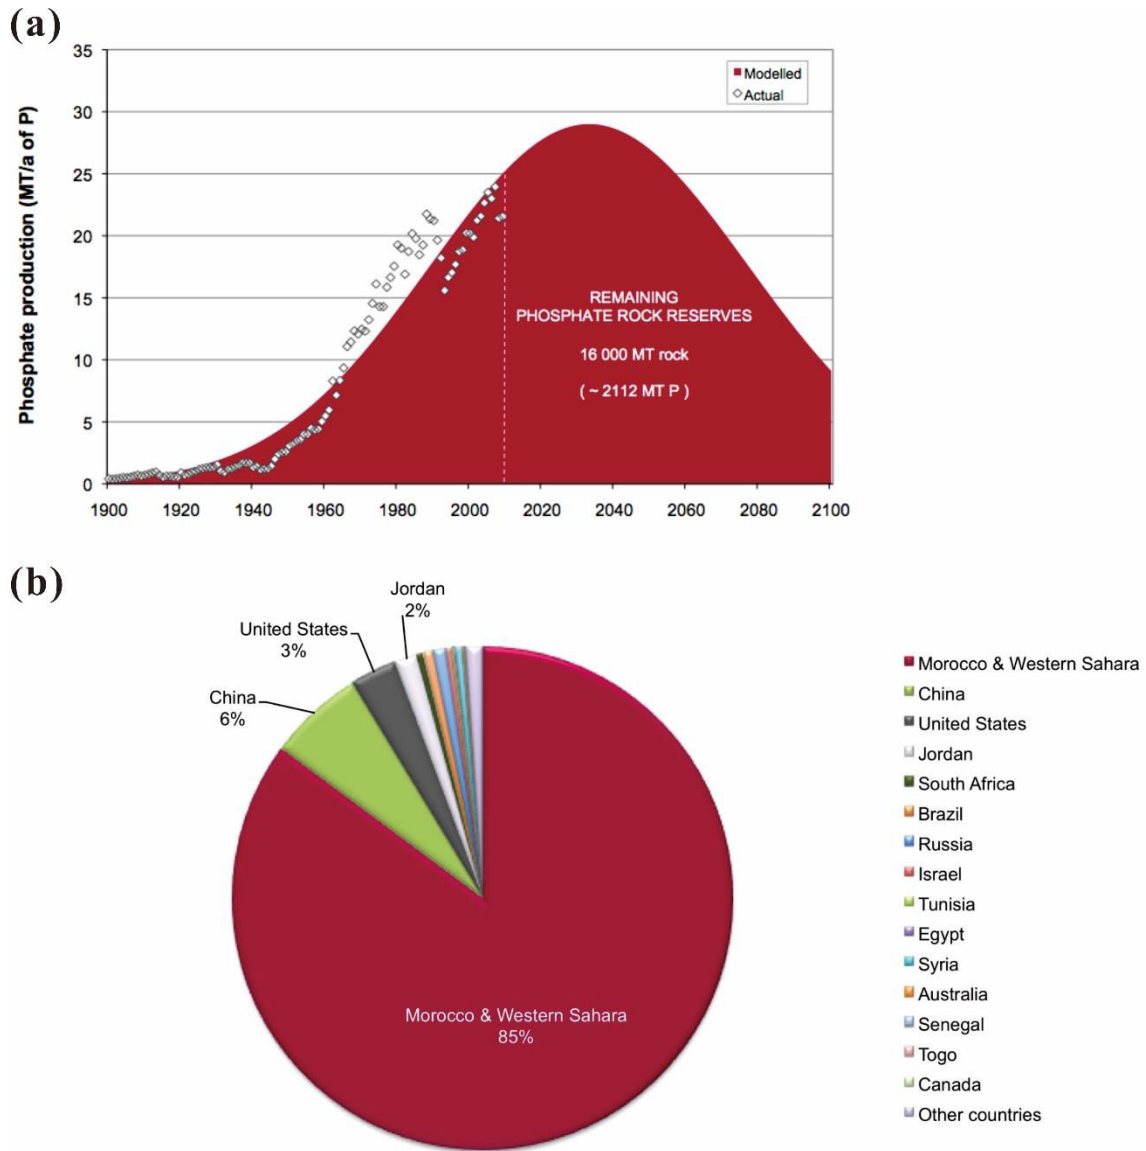 (a)
Phosphate production (MT/a of P)
35
30
25
20
15
10
5
0
1900 1920 1940 1960 1980 2000 2020 2040 2060 2080 2100
Modelled
Actual
REMAINING
PHOSPHATE ROCK RESERVES
16 000 MT rock
( ~ 2112 MT P )
(b)
Jordan
2%
United States
3%
China
6%
Morocco & Western Sahara
85%
Morocco & Western Sahara
China
United States
Jordan
South Africa
Brazil
Russia
Israel
Tunisia
Egypt
Syria
Australia
Senegal
Togo
Canada
Other countries